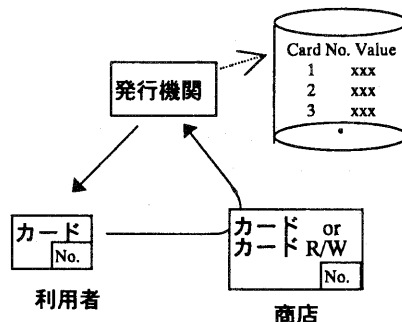 Card No. Value
1 xxx
2 xxx
3 xxx
発行機関
カード
No.
利用者
カード or
カード R/W
No.
商店